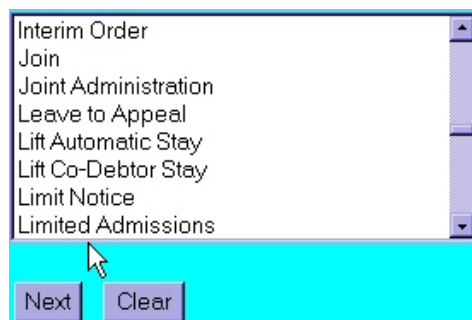 Interim Order
Join
Joint Administration
Leave to Appeal
Lift Automatic Stay
Lift Co-Debtor Stay
Limit Notice
Limited Admissions
Next Clear